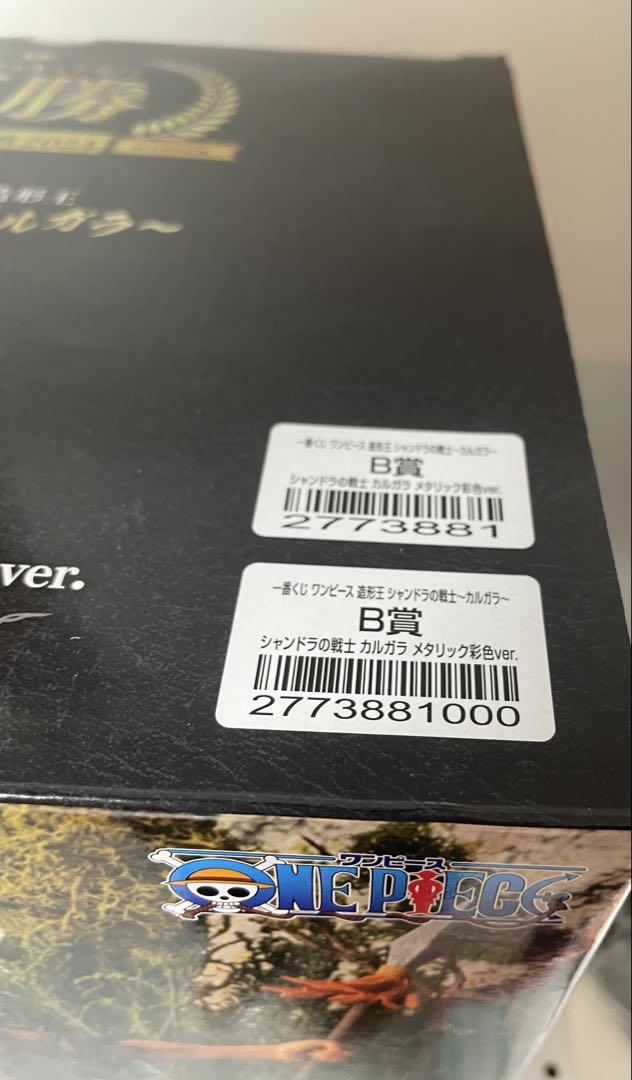 勝
造形王
ルガラ～
一番くじ ワンピース 造形王 シャンドラの戦士～カルガラ～
B賞
シャンドラの戦士 カルガラ メタリック彩色ver.
2773881
ver.
一番くじ ワンピース 造形王 シャンドラの戦士～カルガラ～
B賞
シャンドラの戦士 カルガラ メタリック彩色ver.
2773881000
ワンピース
ONE PIECE